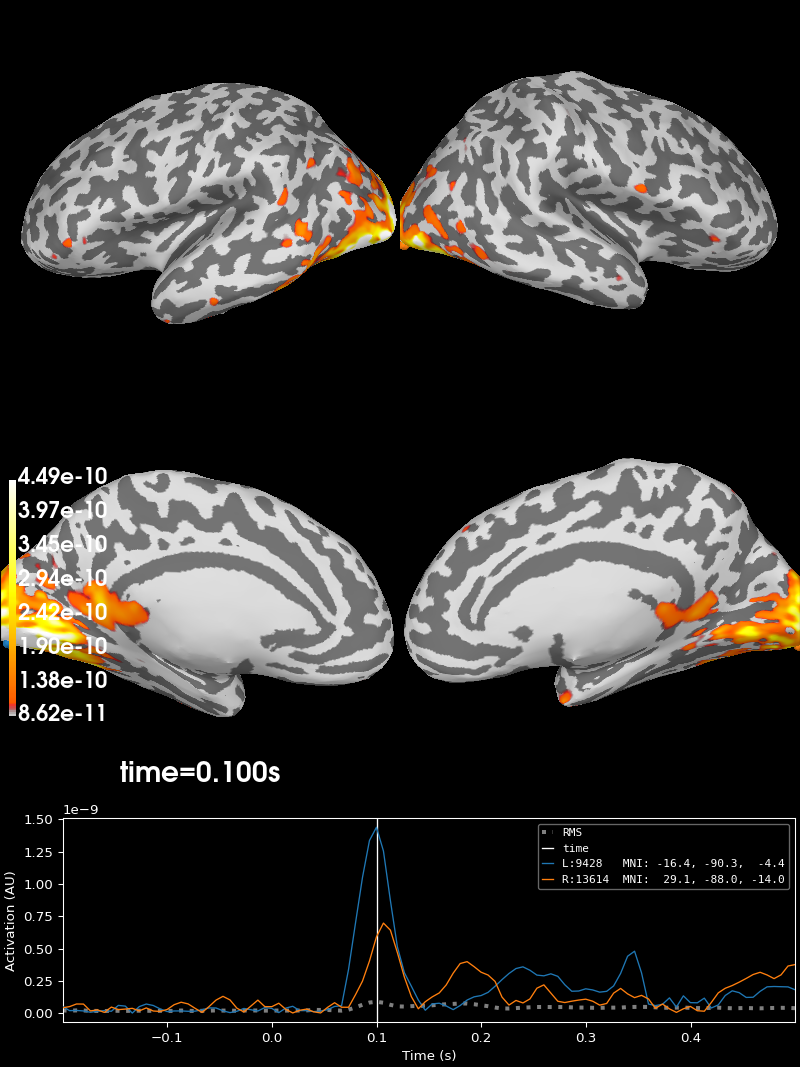 4.49e-10
3.97e-10
3.45e-10
2.94e-10
2.42e-10
1.90e-10
1.38e-10
8.62e-11
time=0.100s
1e−9
1.50
1.25
1.00
0.75
0.50
0.25
0.00
Activation (AU)
RMS
time
L:9428 MNI: -16.4, -90.3, -4.4
R:13614 MNI: 29.1, -88.0, -14.0
−0.1 0.0 0.1 0.2 0.3 0.4
Time (s)